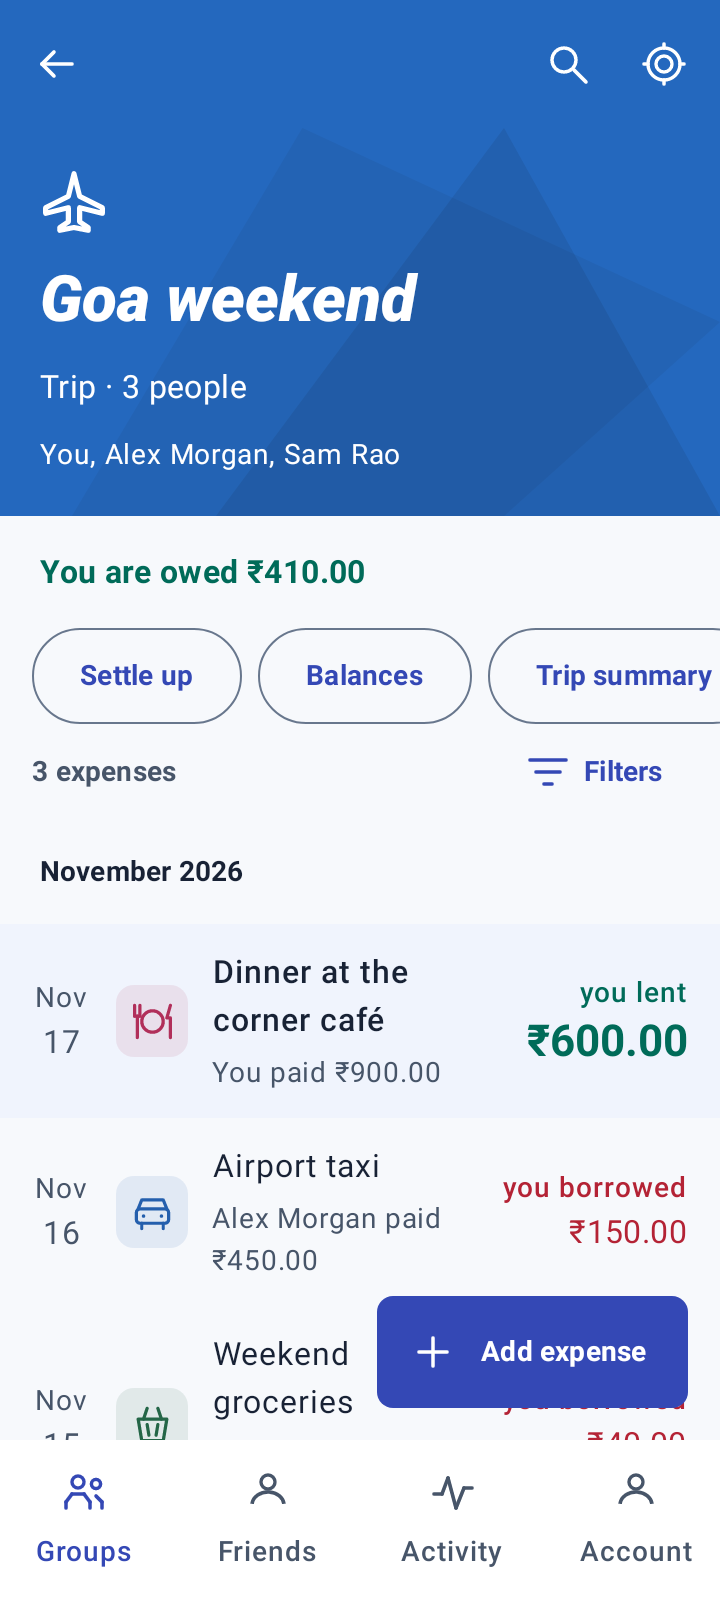 Goa weekend
Trip · 3 people
You, Alex Morgan, Sam Rao
You are owed ₹410.00
Settle up
Balances
Trip summary
3 expenses
Filters
November 2026
Nov
17
Dinner at the
corner café
You paid ₹900.00
you lent
₹600.00
Nov
16
Airport taxi
Alex Morgan paid
₹450.00
you borrowed
₹150.00
Nov
15
Weekend
groceries
you borrowed
Add expense
Groups
Friends
Activity
Account